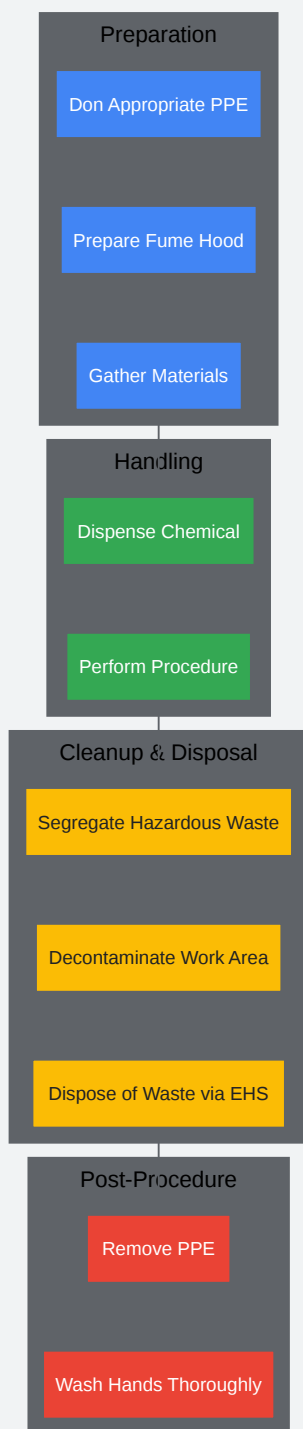 Preparation
Don Appropriate PPE
Prepare Fume Hood
Gather Materials
Handling
Dispense Chemical
Perform Procedure
Cleanup & Disposal
Segregate Hazardous Waste
Decontaminate Work Area
Dispose of Waste via EHS
Post-Procedure
Remove PPE
Wash Hands Thoroughly